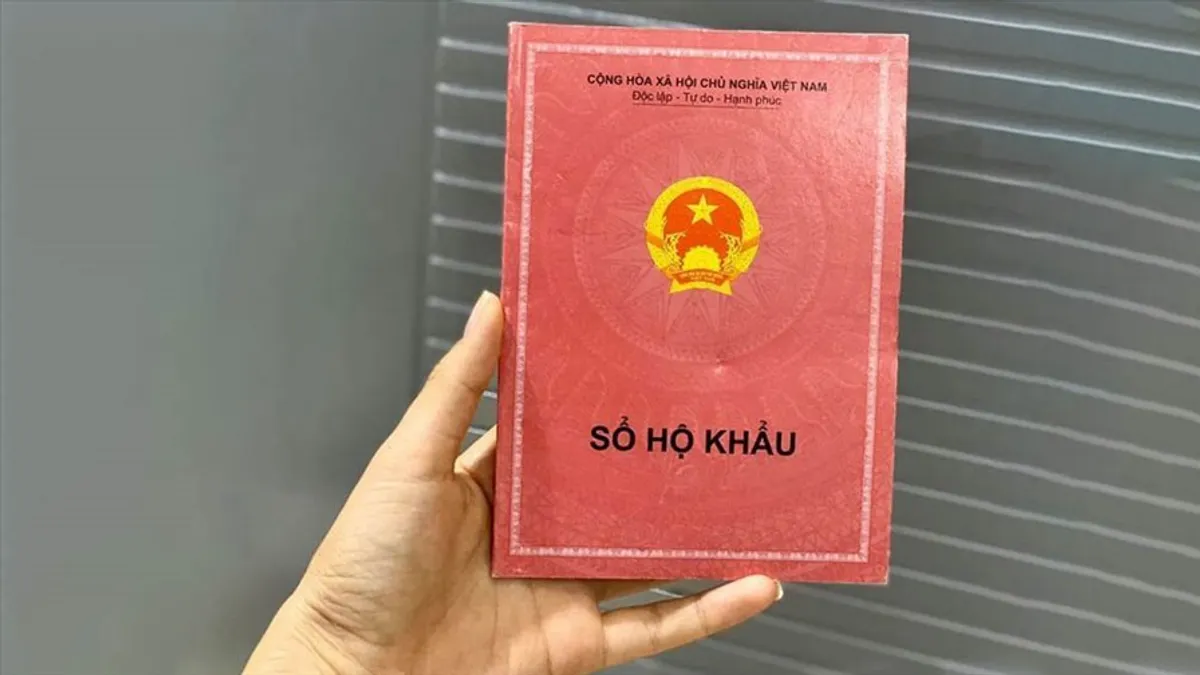 CỘNG HÒA XÃ HỘI CHỦ NGHĨA VIỆT NAM
Độc lập - Tự do - Hạnh phúc
SỔ HỘ KHẨU